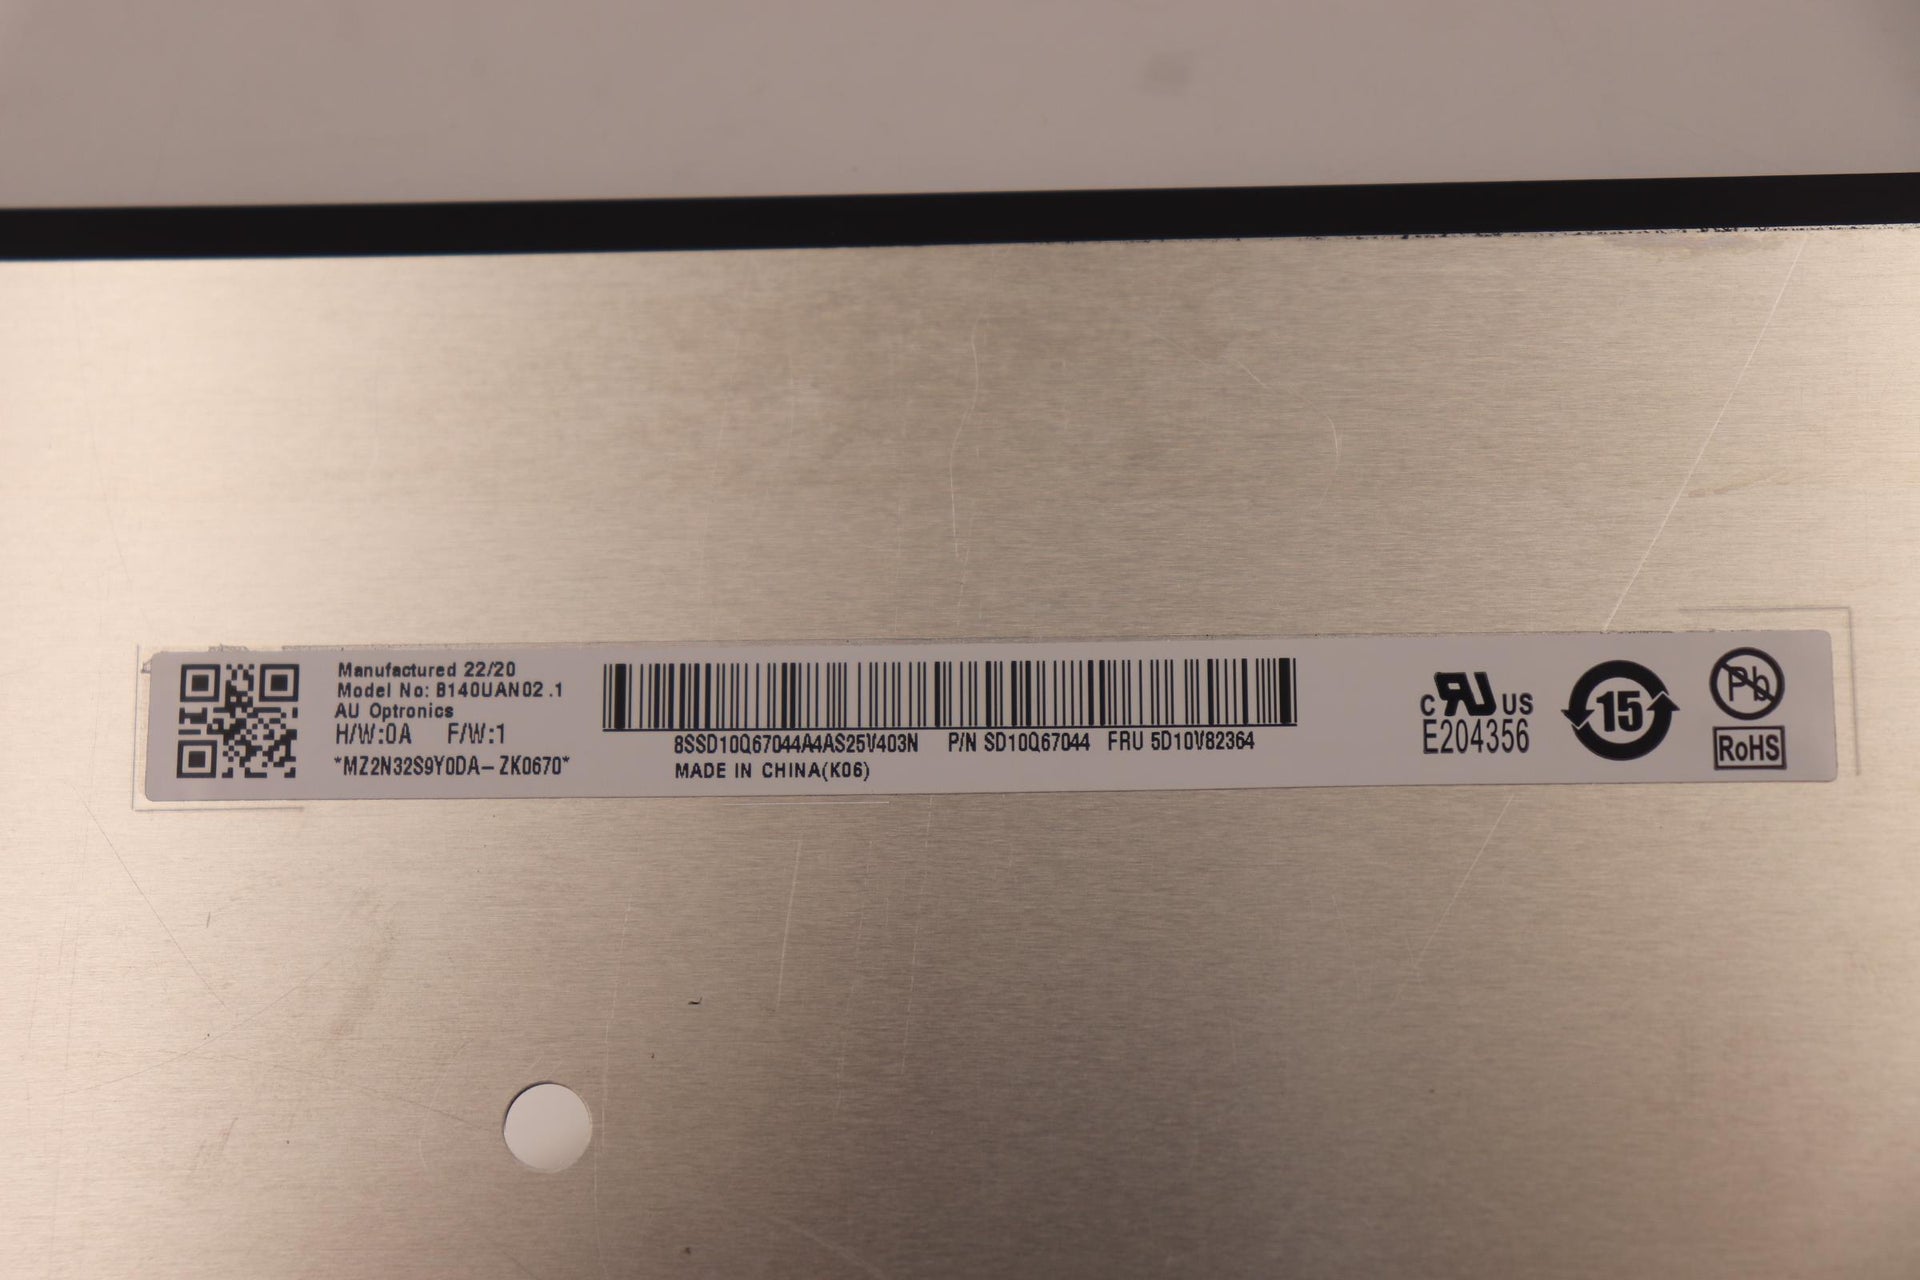 Manufactured 22/20
Model No: B140UAN02.1
AU Optronics
H/W:0A F/W:1
*MZ2N32S9Y0DA-ZK0670*
8SSD10Q67044A4AS25V403N P/N SD10Q67044 FRU 5D10V82364
MADE IN CHINA(K06)
c RU US
E204356
15
Pb
RoHS